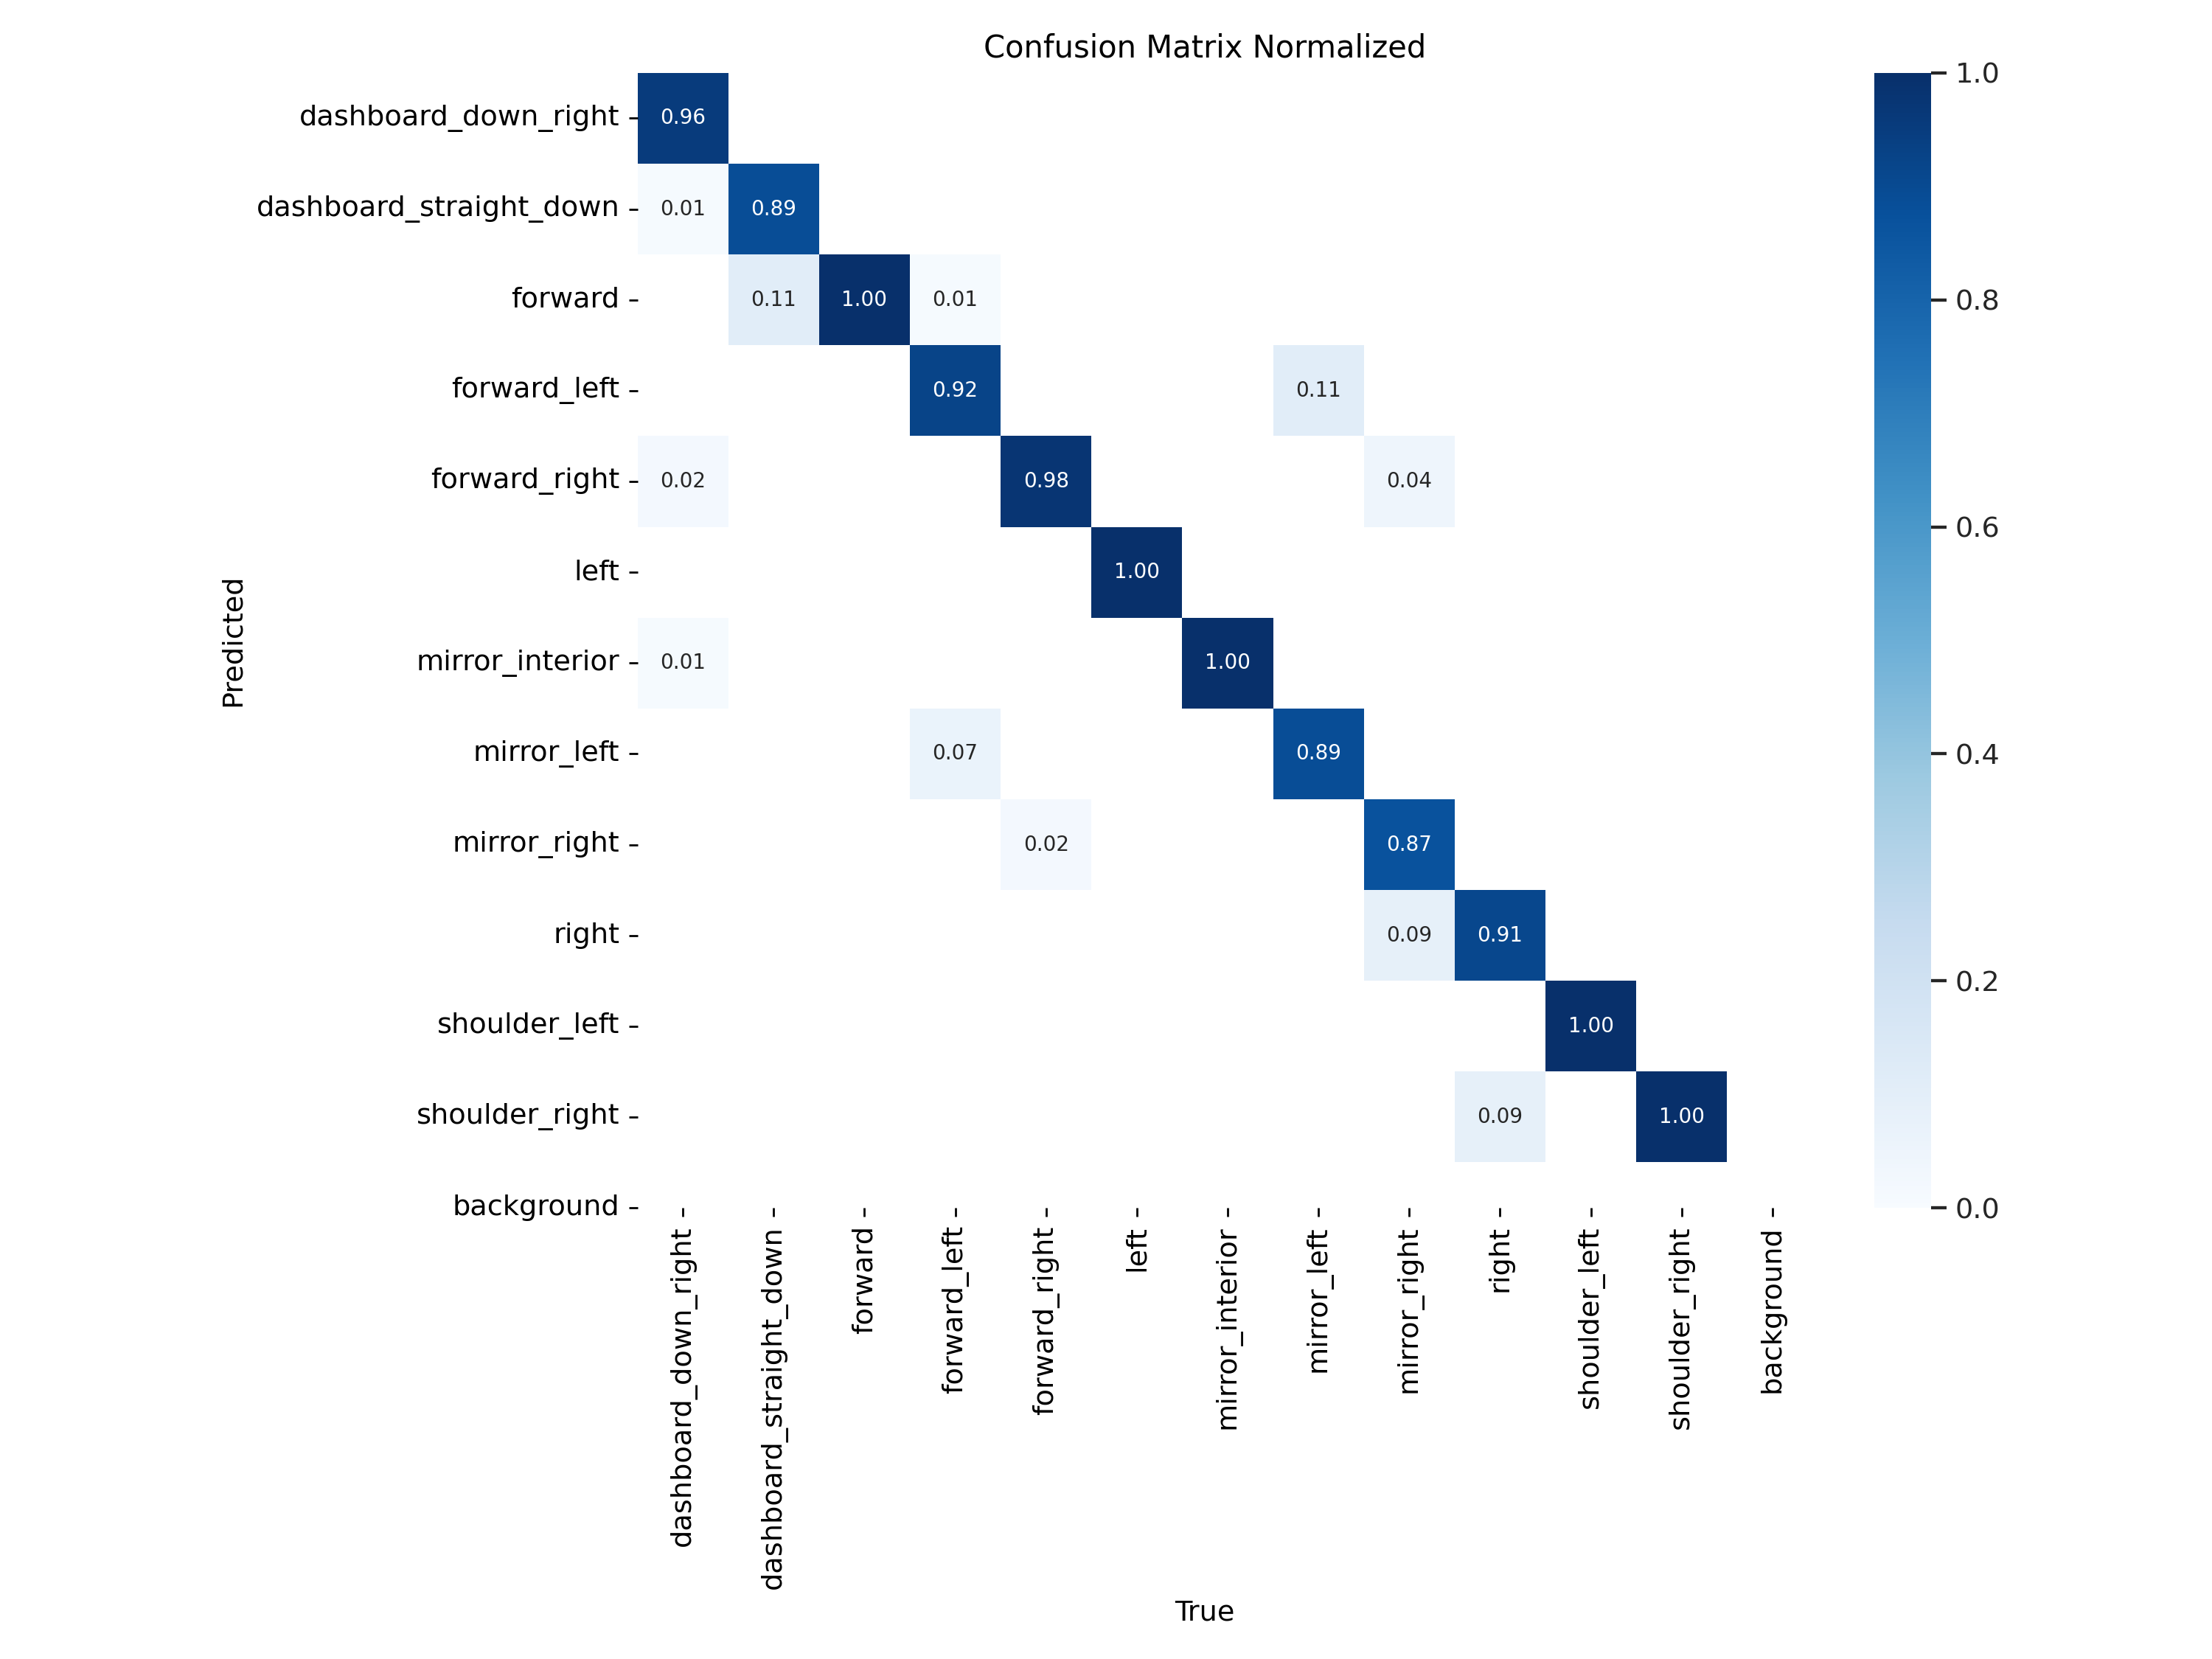 Confusion Matrix Normalized
dashboard_down_right 0.96
dashboard_straight_down 0.01 0.89
forward 0.11 1.00 0.01
forward_left 0.92 0.11
forward_right 0.02 0.98 0.04
left 1.00
mirror_interior 0.01 1.00
mirror_left 0.07 0.89
mirror_right 0.02 0.87
right 0.09 0.91
shoulder_left 1.00
shoulder_right 0.09 1.00
background
Predicted
dashboard_down_right
dashboard_straight_down
forward
forward_left
forward_right
left
mirror_interior
mirror_left
mirror_right
right
shoulder_left
shoulder_right
background
True
1.0
0.8
0.6
0.4
0.2
0.0